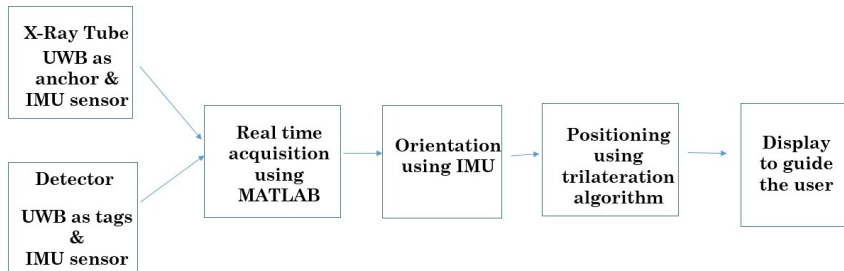 X-Ray Tube
UWB as
anchor &
IMU sensor
Detector
UWB as tags
&
IMU sensor
Real time
acquisition
using
MATLAB
Orientation
using IMU
Positioning
using
trilateration
algorithm
Display
to guide
the user